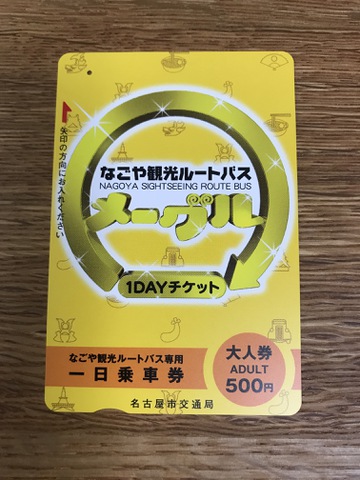 矢印の方向にお入れください
なごや観光ルートバス
NAGOYA SIGHTSEEING ROUTE BUS
メーグル
1DAYチケット
なごや観光ルートバス専用
一日乗車券
大人券
ADULT
500円
名古屋市交通局